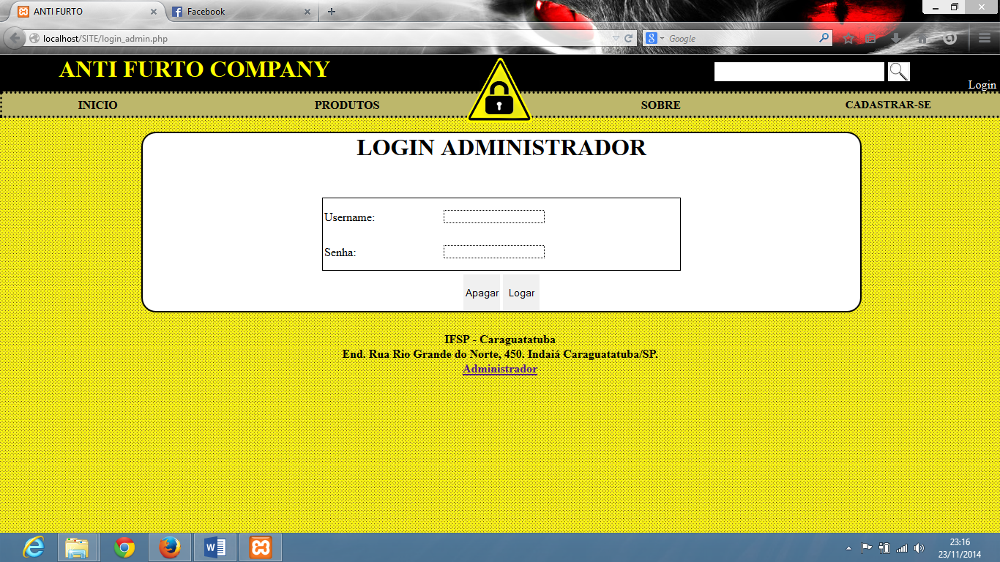 ANTI FURTO
Facebook
localhost/SITE/login_admin.php
Google
ANTI FURTO COMPANY
Login
INICIO PRODUTOS SOBRE CADASTRAR-SE
LOGIN ADMINISTRADOR
Username:
Senha:
Apagar Logar
IFSP - Caraguatatuba
End. Rua Rio Grande do Norte, 450. Indaiá Caraguatatuba/SP.
Administrador
23:16
23/11/2014